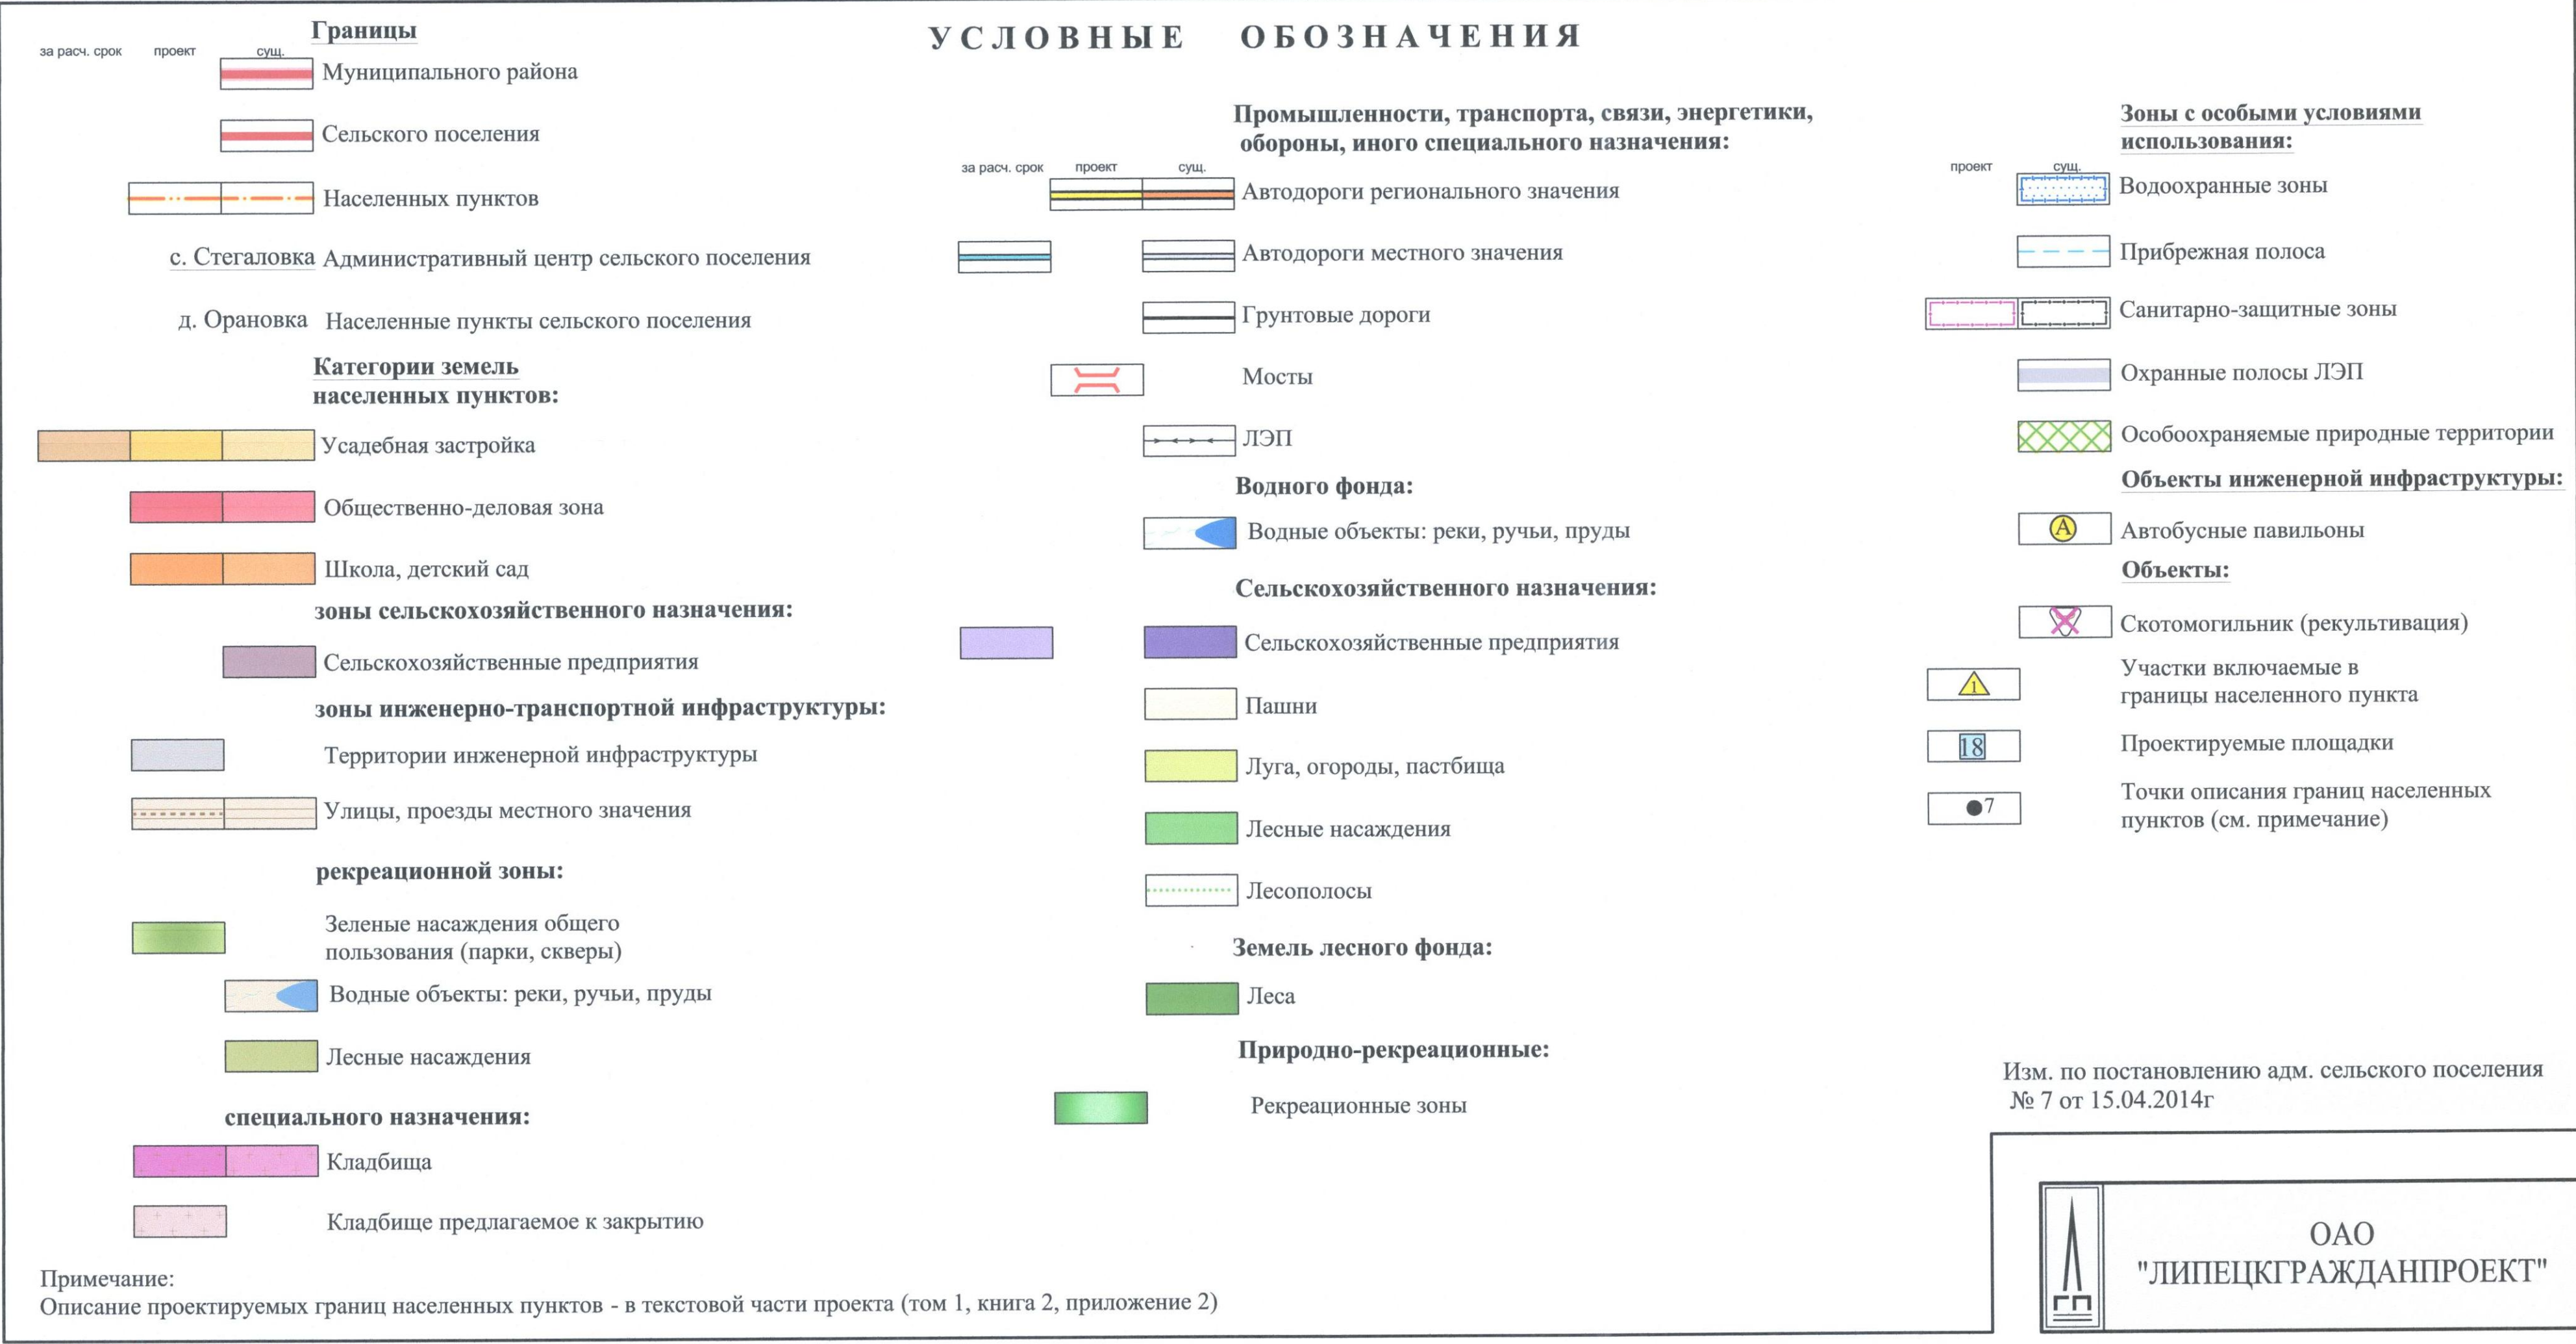 УСЛОВНЫЕ ОБОЗНАЧЕНИЯ
Границы
за расч. срок проект сущ.
Муниципального района
Сельского поселения
Населенных пунктов
с. Стегаловка Административный центр сельского поселения
д. Орановка Населенные пункты сельского поселения
Категории земель
населенных пунктов:
Усадебная застройка
Общественно-деловая зона
Школа, детский сад
зоны сельскохозяйственного назначения:
Сельскохозяйственные предприятия
зоны инженерно-транспортной инфраструктуры:
Территории инженерной инфраструктуры
Улицы, проезды местного значения
рекреационной зоны:
Зеленые насаждения общего
пользования (парки, скверы)
Водные объекты: реки, ручьи, пруды
Лесные насаждения
специального назначения:
Кладбища
Кладбище предлагаемое к закрытию
Примечание:
Описание проектируемых границ населенных пунктов - в текстовой части проекта (том 1, книга 2, приложение 2)
Промышленности, транспорта, связи, энергетики,
обороны, иного специального назначения:
за расч. срок проект сущ.
Автодороги регионального значения
Автодороги местного значения
Грунтовые дороги
Мосты
ЛЭП
Водного фонда:
Водные объекты: реки, ручьи, пруды
Сельскохозяйственного назначения:
Сельскохозяйственные предприятия
Пашни
Луга, огороды, пастбища
Лесные насаждения
Лесополосы
Земель лесного фонда:
Леса
Природно-рекреационные:
Рекреационные зоны
Зоны с особыми условиями
использования:
проект сущ.
Водоохранные зоны
Прибрежная полоса
Санитарно-защитные зоны
Охранные полосы ЛЭП
Особоохраняемые природные территории
Объекты инженерной инфраструктуры:
А Автобусные павильоны
Объекты:
Скотомогильник (рекультивация)
Участки включаемые в
1 границы населенного пункта
18 Проектируемые площадки
Точки описания границ населенных
7 пунктов (см. примечание)
Изм. по постановлению адм. сельского поселения
№ 7 от 15.04.2014г
ГП
ОАО
"ЛИПЕЦКГРАЖДАНПРОЕКТ"